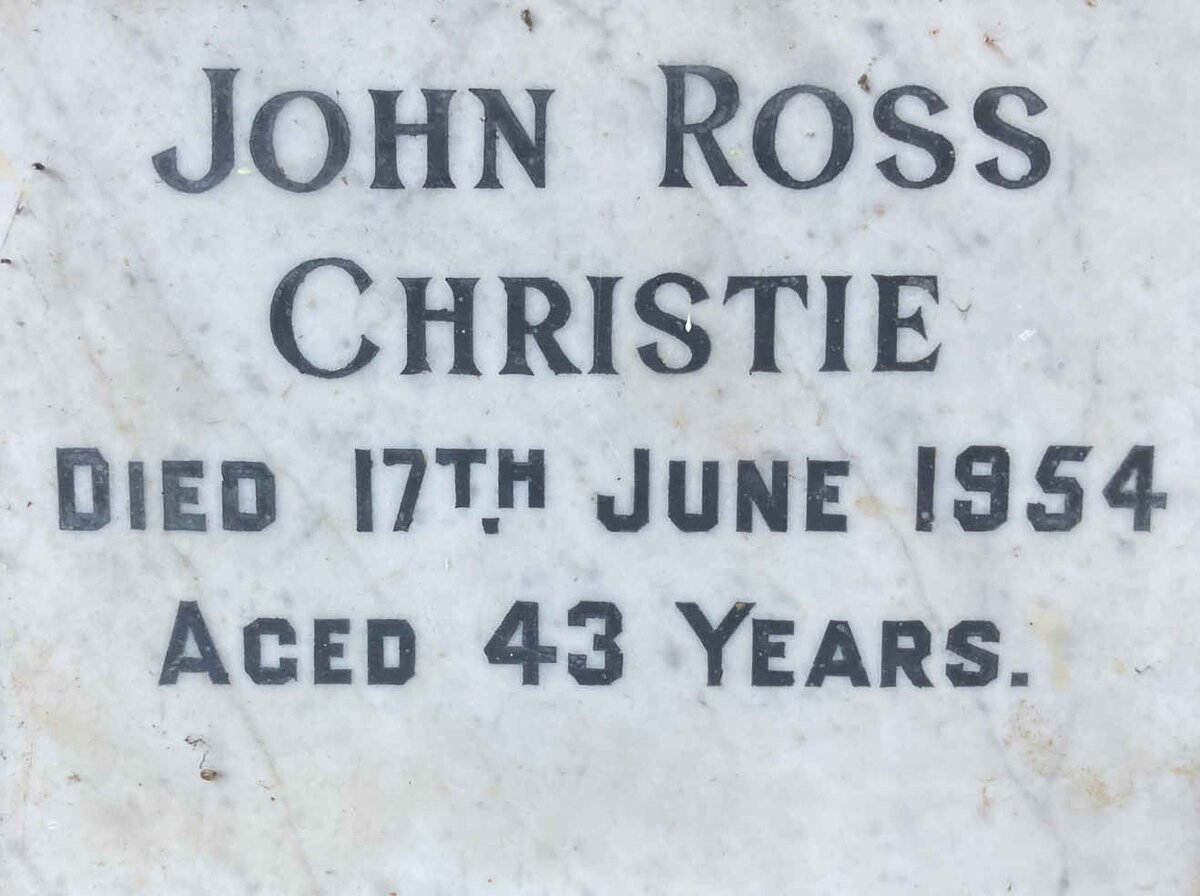 JOHN ROSS
CHRISTIE
DIED 17TH. JUNE 1954
AGED 43 YEARS.